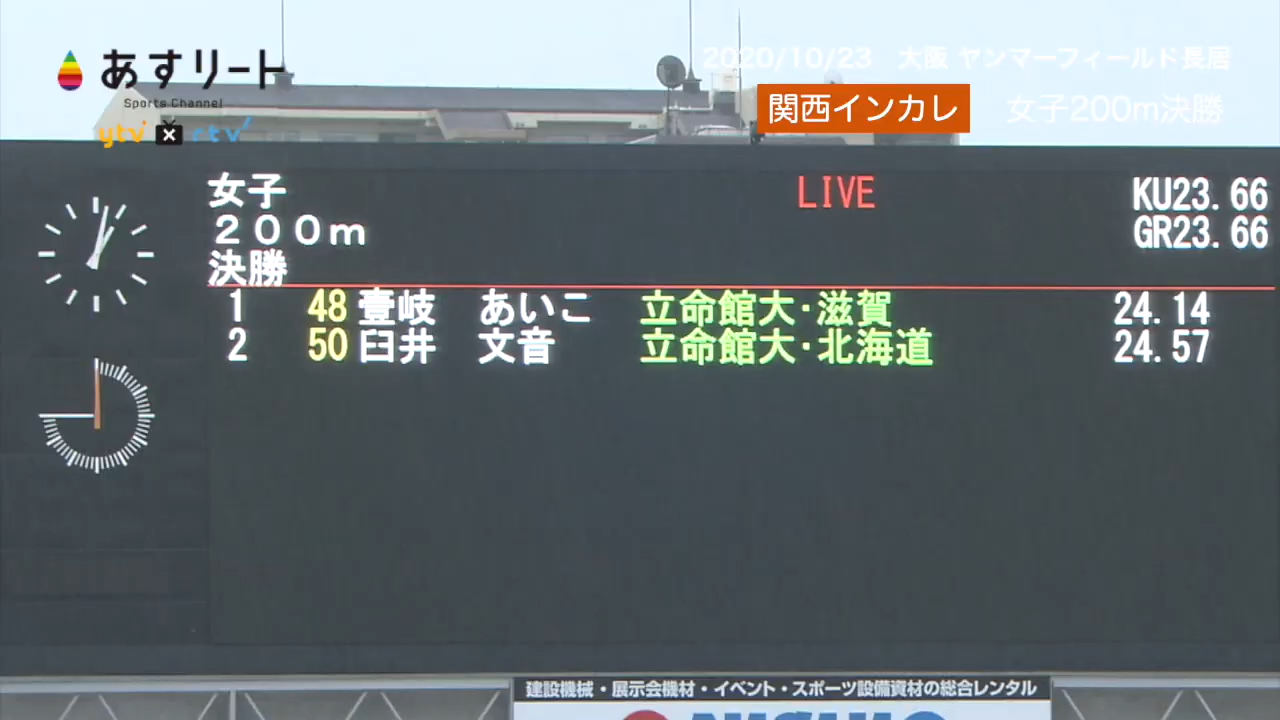 あすリート
Sports Channel
ytv x ctv
2020/10/23 大阪 ヤンマーフィールド長居
関西インカレ 女子200m決勝
女子 LIVE KU23.66
200m GR23.66
決勝
1 48 壹岐 あいこ 立命館大・滋賀 24.14
2 50 臼井 文音 立命館大・北海道 24.57
建設機械・展示会機材・イベント・スポーツ設備資材の総合レンタル